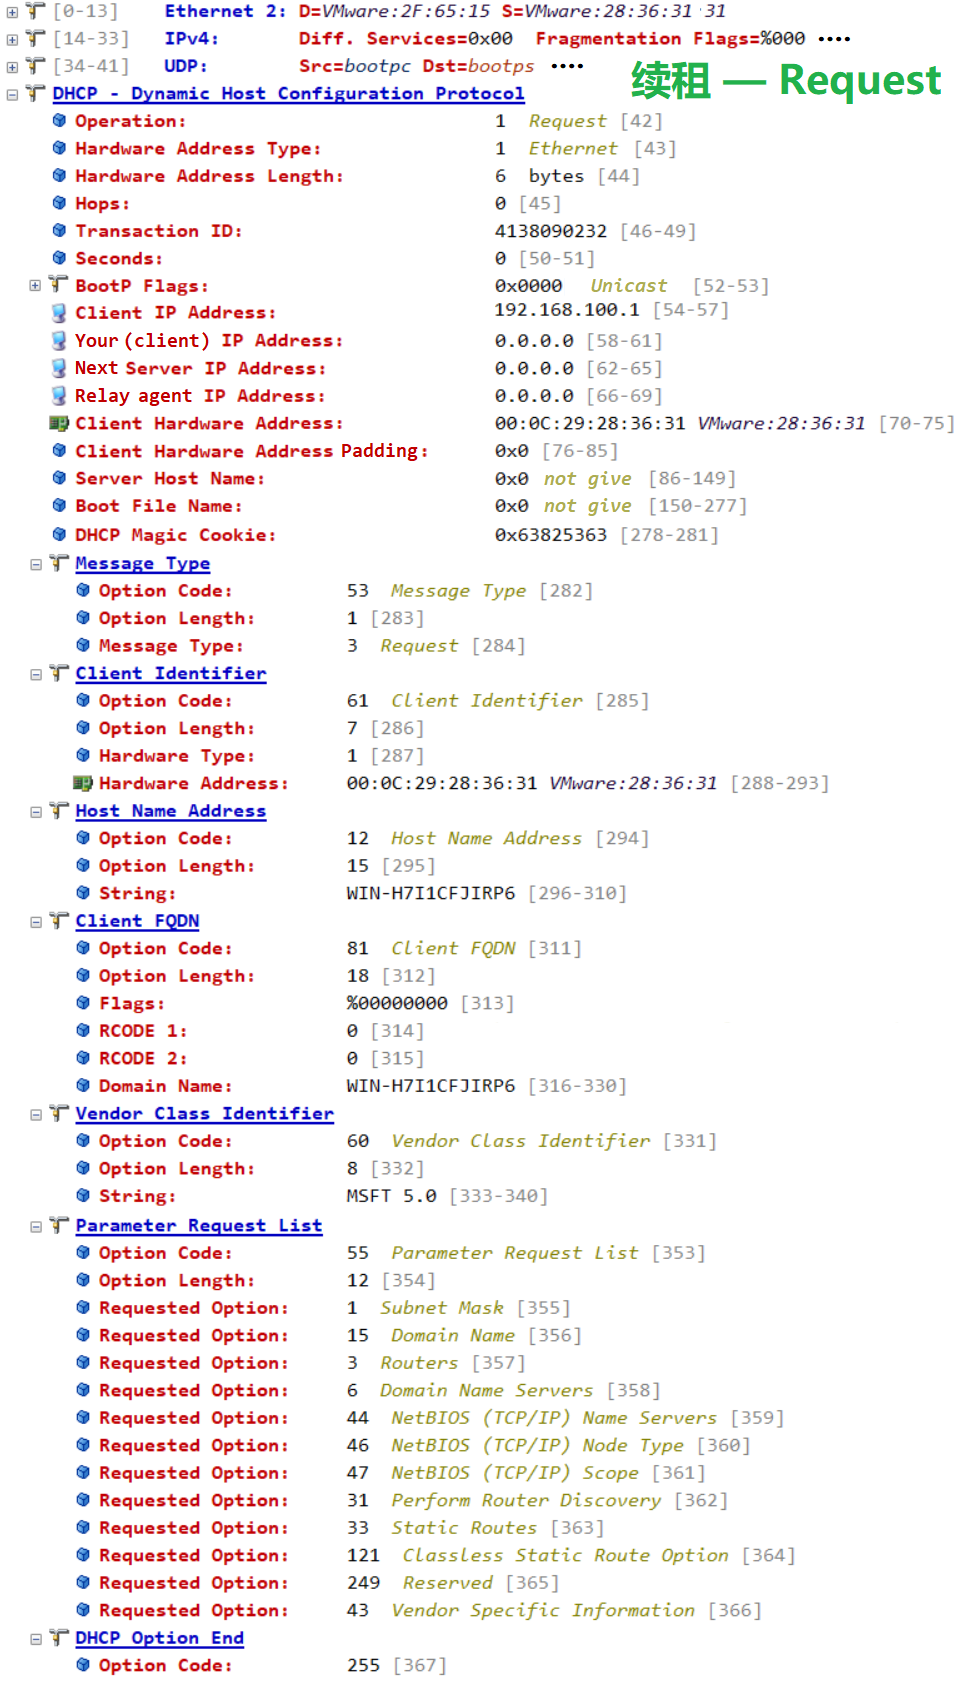 [0-13] Ethernet 2: D=VMware:2F:65:15 S=VMware:28:36:31 31
[14-33] IPv4: Diff. Services=0x00 Fragmentation Flags=%000 ····
[34-41] UDP: Src=bootpc Dst=bootps ····
续租 — Request
DHCP - Dynamic Host Configuration Protocol
Operation: 1 Request [42]
Hardware Address Type: 1 Ethernet [43]
Hardware Address Length: 6 bytes [44]
Hops: 0 [45]
Transaction ID: 4138090232 [46-49]
Seconds: 0 [50-51]
BootP Flags: 0x0000 Unicast [52-53]
Client IP Address: 192.168.100.1 [54-57]
Your (client) IP Address: 0.0.0.0 [58-61]
Next Server IP Address: 0.0.0.0 [62-65]
Relay agent IP Address: 0.0.0.0 [66-69]
Client Hardware Address: 00:0C:29:28:36:31 VMware:28:36:31 [70-75]
Client Hardware Address Padding: 0x0 [76-85]
Server Host Name: 0x0 not give [86-149]
Boot File Name: 0x0 not give [150-277]
DHCP Magic Cookie: 0x63825363 [278-281]
Message Type
Option Code: 53 Message Type [282]
Option Length: 1 [283]
Message Type: 3 Request [284]
Client Identifier
Option Code: 61 Client Identifier [285]
Option Length: 7 [286]
Hardware Type: 1 [287]
Hardware Address: 00:0C:29:28:36:31 VMware:28:36:31 [288-293]
Host Name Address
Option Code: 12 Host Name Address [294]
Option Length: 15 [295]
String: WIN-H7I1CFJIRP6 [296-310]
Client FQDN
Option Code: 81 Client FQDN [311]
Option Length: 18 [312]
Flags: %00000000 [313]
RCODE 1: 0 [314]
RCODE 2: 0 [315]
Domain Name: WIN-H7I1CFJIRP6 [316-330]
Vendor Class Identifier
Option Code: 60 Vendor Class Identifier [331]
Option Length: 8 [332]
String: MSFT 5.0 [333-340]
Parameter Request List
Option Code: 55 Parameter Request List [353]
Option Length: 12 [354]
Requested Option: 1 Subnet Mask [355]
Requested Option: 15 Domain Name [356]
Requested Option: 3 Routers [357]
Requested Option: 6 Domain Name Servers [358]
Requested Option: 44 NetBIOS (TCP/IP) Name Servers [359]
Requested Option: 46 NetBIOS (TCP/IP) Node Type [360]
Requested Option: 47 NetBIOS (TCP/IP) Scope [361]
Requested Option: 31 Perform Router Discovery [362]
Requested Option: 33 Static Routes [363]
Requested Option: 121 Classless Static Route Option [364]
Requested Option: 249 Reserved [365]
Requested Option: 43 Vendor Specific Information [366]
DHCP Option End
Option Code: 255 [367]